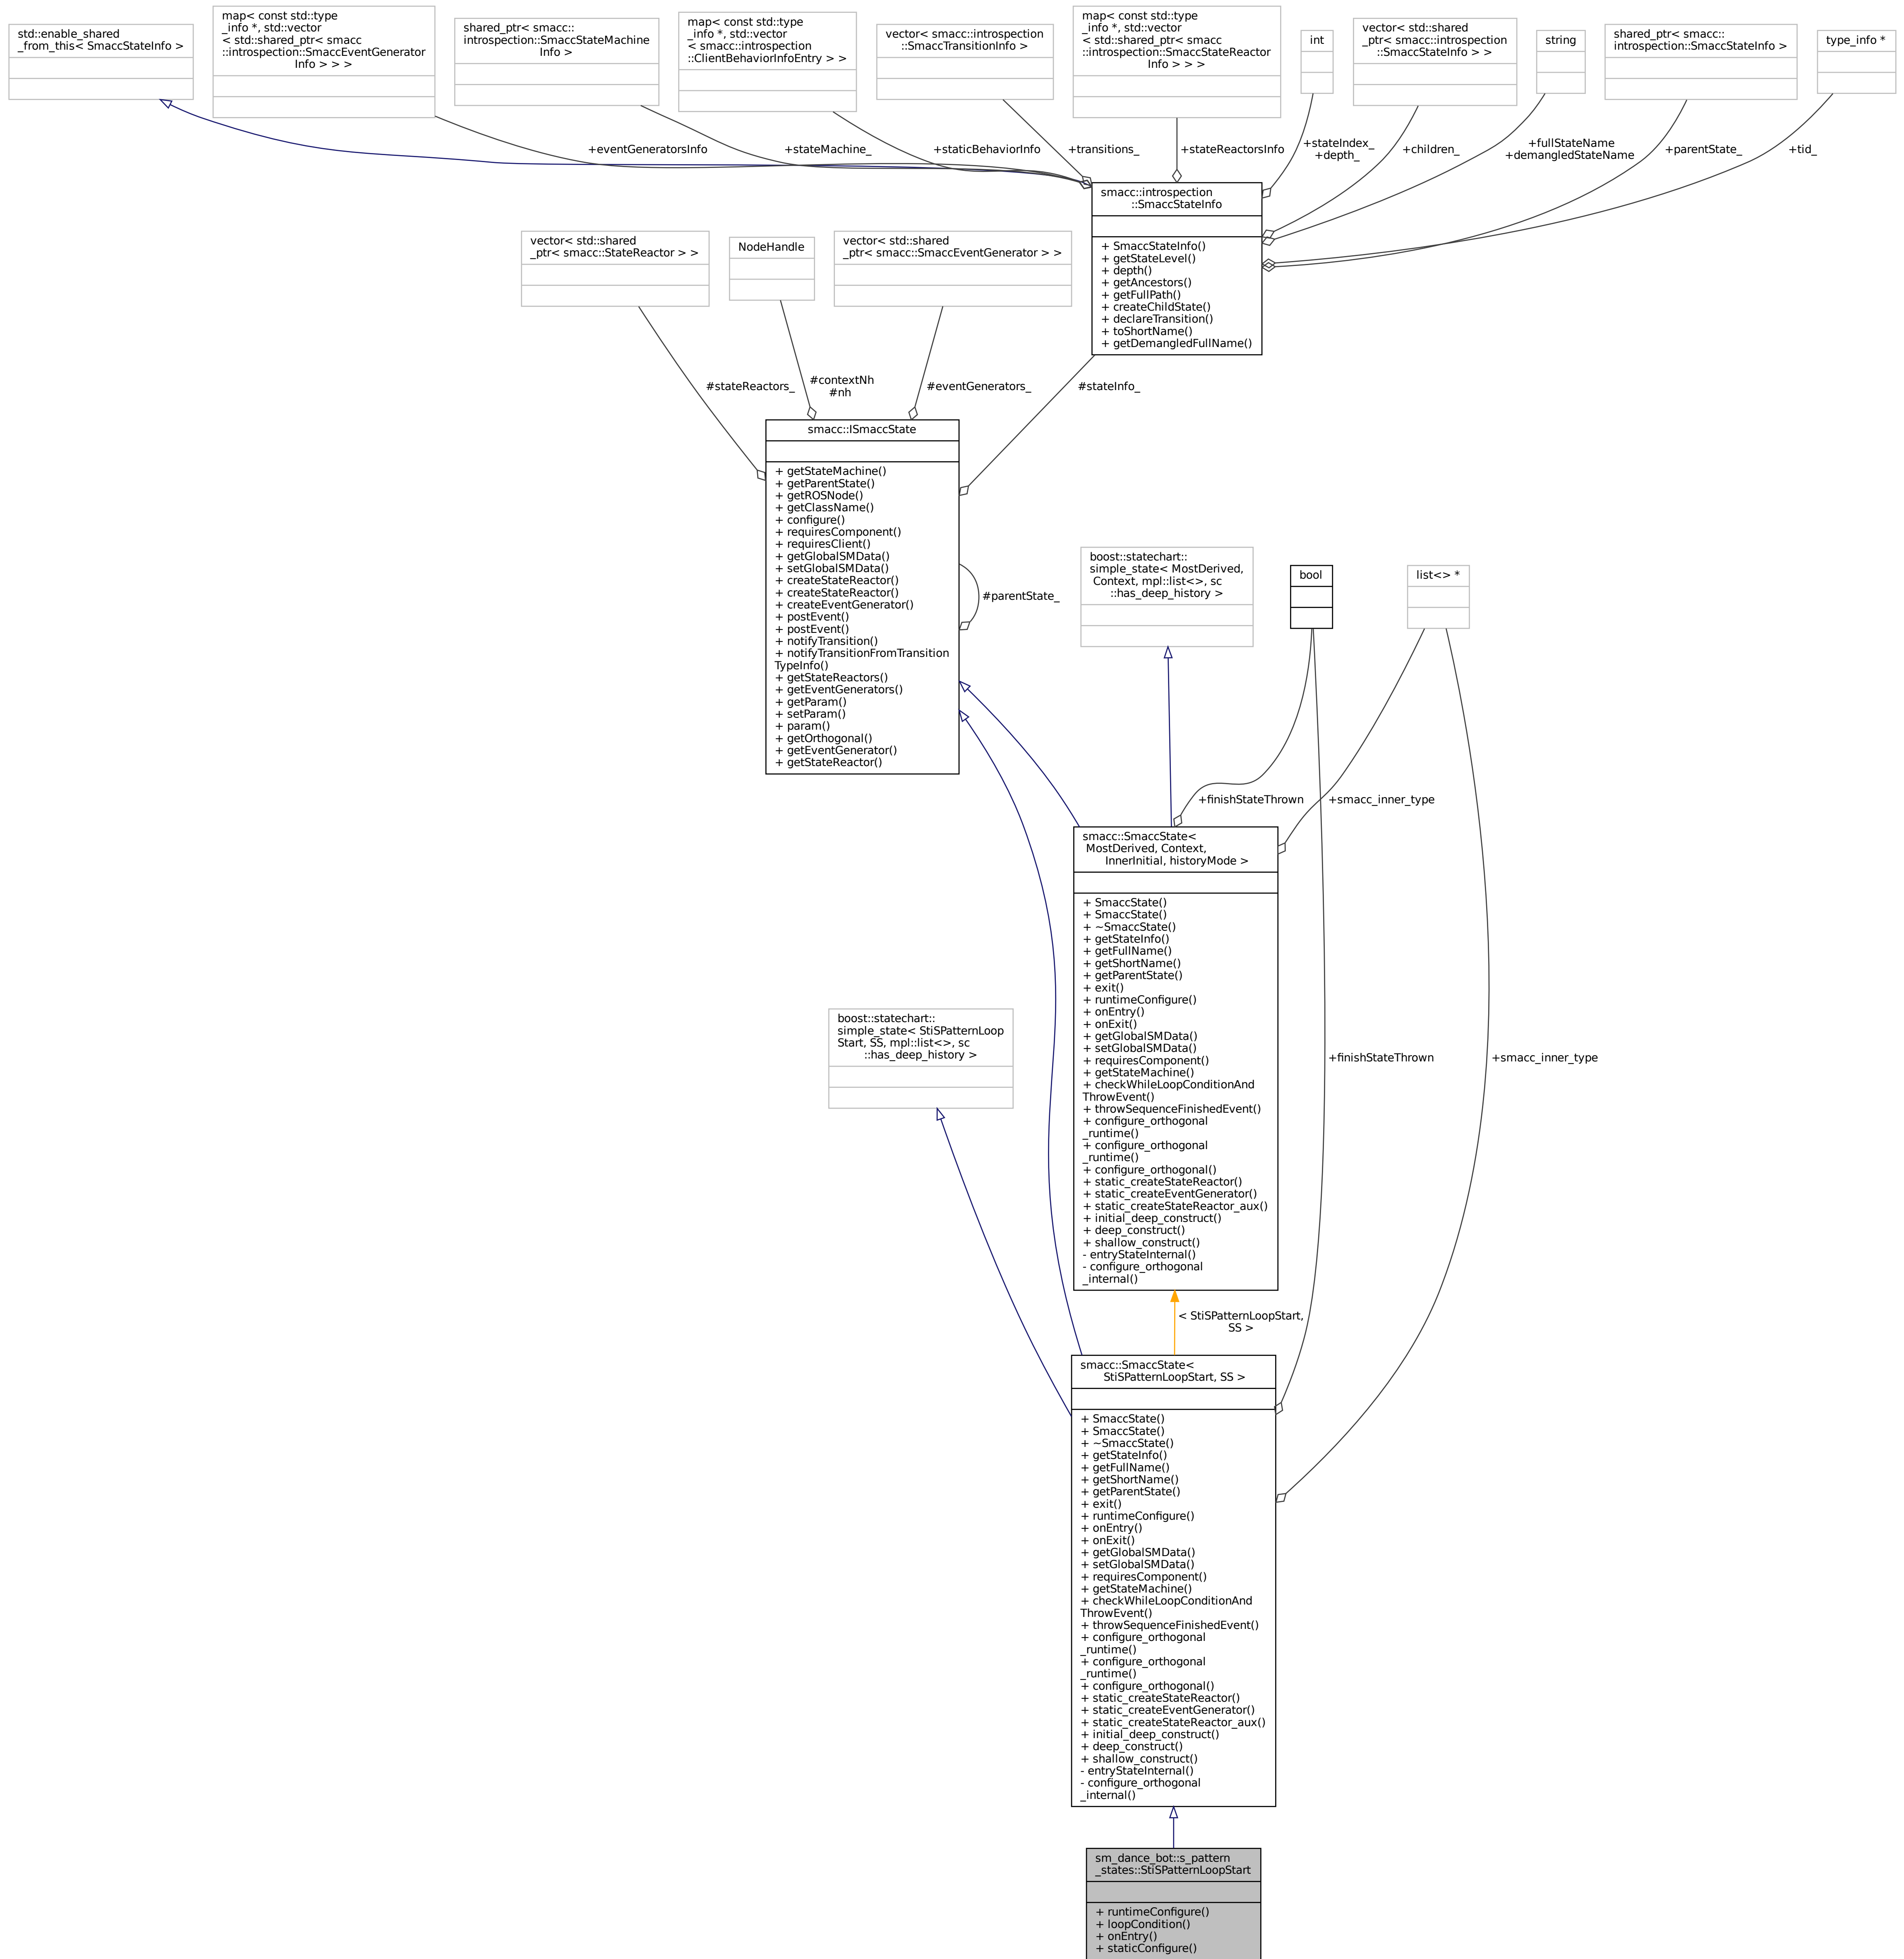 std::enable_shared
_from_this< SmaccStateInfo >
map< const std::type
_info *, std::vector
< std::shared_ptr< smacc
::introspection::SmaccEventGenerator
Info > > >
shared_ptr< smacc::
introspection::SmaccStateMachine
Info >
map< const std::type
_info *, std::vector
< smacc::introspection
::ClientBehaviorInfoEntry > >
vector< smacc::introspection
::SmaccTransitionInfo >
map< const std::type
_info *, std::vector
< std::shared_ptr< smacc
::introspection::SmaccStateReactor
Info > > >
int
vector< std::shared
_ptr< smacc::introspection
::SmaccStateInfo > >
string
shared_ptr< smacc::
introspection::SmaccStateInfo >
type_info *
+eventGeneratorsInfo
+stateMachine_
+staticBehaviorInfo
+transitions_
+stateReactorsInfo
+stateIndex_
+depth_
+children_
+fullStateName
+demangledStateName
+parentState_
+tid_
smacc::introspection
::SmaccStateInfo
+ SmaccStateInfo()
+ getStateLevel()
+ depth()
+ getAncestors()
+ getFullPath()
+ createChildState()
+ declareTransition()
+ toShortName()
+ getDemangledFullName()
vector< std::shared
_ptr< smacc::StateReactor > >
NodeHandle
vector< std::shared
_ptr< smacc::SmaccEventGenerator > >
#stateReactors_
#contextNh
#nh
#eventGenerators_
#stateInfo_
smacc::ISmaccState
+ getStateMachine()
+ getParentState()
+ getROSNode()
+ getClassName()
+ configure()
+ requiresComponent()
+ requiresClient()
+ getGlobalSMData()
+ setGlobalSMData()
+ createStateReactor()
+ createStateReactor()
+ createEventGenerator()
+ postEvent()
+ postEvent()
+ notifyTransition()
+ notifyTransitionFromTransition
TypeInfo()
+ getStateReactors()
+ getEventGenerators()
+ getParam()
+ setParam()
+ param()
+ getOrthogonal()
+ getEventGenerator()
+ getStateReactor()
#parentState_
boost::statechart::
simple_state< MostDerived,
Context, mpl::list<>, sc
::has_deep_history >
bool
list<> *
+finishStateThrown
+smacc_inner_type
smacc::SmaccState<
MostDerived, Context,
InnerInitial, historyMode >
+ SmaccState()
+ SmaccState()
+ ~SmaccState()
+ getStateInfo()
+ getFullName()
+ getShortName()
+ getParentState()
+ exit()
+ runtimeConfigure()
+ onEntry()
+ onExit()
+ getGlobalSMData()
+ setGlobalSMData()
+ requiresComponent()
+ getStateMachine()
+ checkWhileLoopConditionAnd
ThrowEvent()
+ throwSequenceFinishedEvent()
+ configure_orthogonal
_runtime()
+ configure_orthogonal
_runtime()
+ configure_orthogonal()
+ static_createStateReactor()
+ static_createEventGenerator()
+ static_createStateReactor_aux()
+ initial_deep_construct()
+ deep_construct()
+ shallow_construct()
- entryStateInternal()
- configure_orthogonal
_internal()
boost::statechart::
simple_state< StiSPatternLoop
Start, SS, mpl::list<>, sc
::has_deep_history >
+finishStateThrown
+smacc_inner_type
< StiSPatternLoopStart,
SS >
smacc::SmaccState<
StiSPatternLoopStart, SS >
+ SmaccState()
+ SmaccState()
+ ~SmaccState()
+ getStateInfo()
+ getFullName()
+ getShortName()
+ getParentState()
+ exit()
+ runtimeConfigure()
+ onEntry()
+ onExit()
+ getGlobalSMData()
+ setGlobalSMData()
+ requiresComponent()
+ getStateMachine()
+ checkWhileLoopConditionAnd
ThrowEvent()
+ throwSequenceFinishedEvent()
+ configure_orthogonal
_runtime()
+ configure_orthogonal
_runtime()
+ configure_orthogonal()
+ static_createStateReactor()
+ static_createEventGenerator()
+ static_createStateReactor_aux()
+ initial_deep_construct()
+ deep_construct()
+ shallow_construct()
- entryStateInternal()
- configure_orthogonal
_internal()
sm_dance_bot::s_pattern
_states::StiSPatternLoopStart
+ runtimeConfigure()
+ loopCondition()
+ onEntry()
+ staticConfigure()